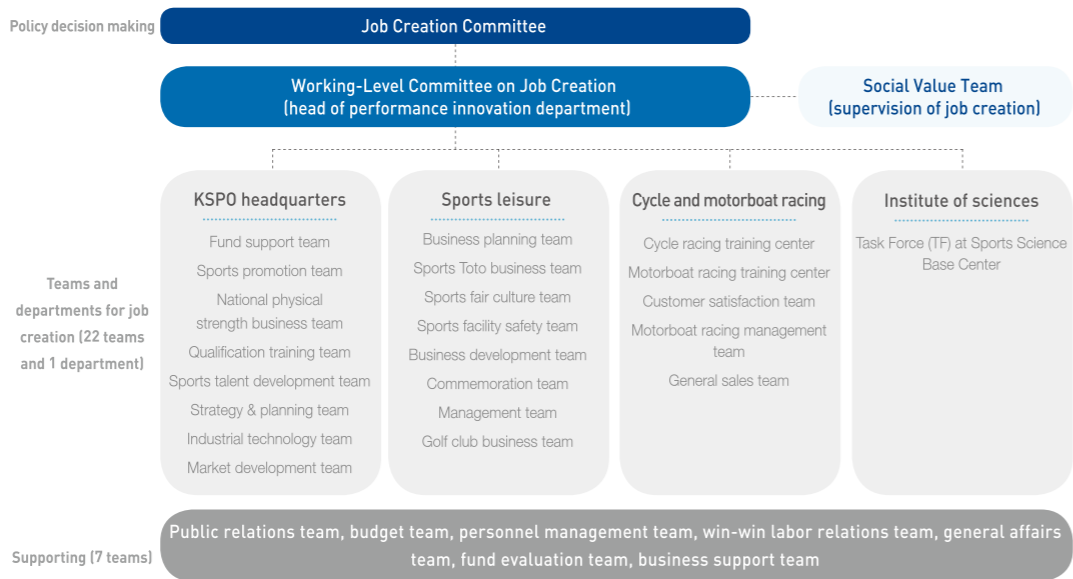 Policy decision making
Job Creation Committee
Working-Level Committee on Job Creation
(head of performance innovation department)
Social Value Team
(supervision of job creation)
Teams and
departments for job
creation (22 teams
and 1 department)
KSPO headquarters
Fund support team
Sports promotion team
National physical
strength business team
Qualification training team
Sports talent development team
Strategy & planning team
Industrial technology team
Market development team
Sports leisure
Business planning team
Sports Toto business team
Sports fair culture team
Sports facility safety team
Business development team
Commemoration team
Management team
Golf club business team
Cycle and motorboat racing
Cycle racing training center
Motorboat racing training center
Customer satisfaction team
Motorboat racing management
team
General sales team
Institute of sciences
Task Force (TF) at Sports Science
Base Center
Supporting (7 teams)
Public relations team, budget team, personnel management team, win-win labor relations team, general affairs
team, fund evaluation team, business support team